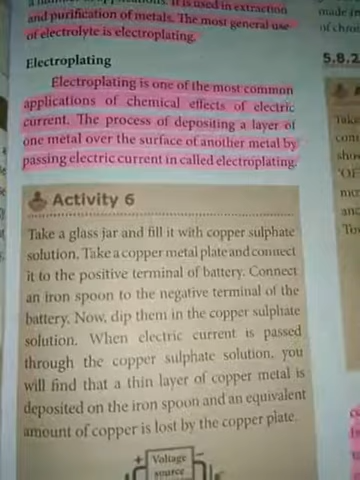 It is used in extraction
and purification of metals. The most general use
of electrolyte is electroplating.
Electroplating
Electroplating is one of the most common
applications of chemical effects of electric
current. The process of depositing a layer of
one metal over the surface of another metal by
passing electric current in called electroplating.
Activity 6
Take a glass jar and fill it with copper sulphate
solution. Take a copper metal plate and connect
it to the positive terminal of battery. Connect
an iron spoon to the negative terminal of the
battery. Now, dip them in the copper sulphate
solution. When electric current is passed
through the copper sulphate solution, you
will find that a thin layer of copper metal is
deposited on the iron spoon and an equivalent
amount of copper is lost by the copper plate.
+ Voltage
source
made
of
5.8.2